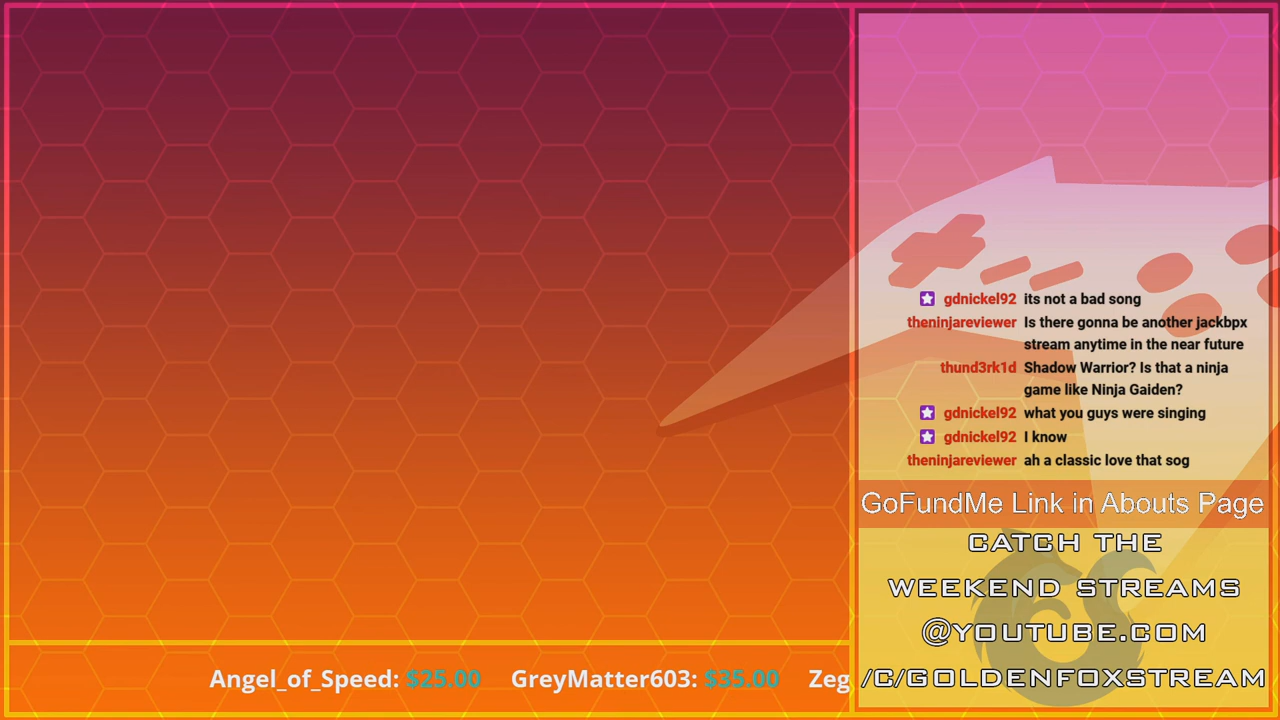 gdnickel92 its not a bad song
theninjareviewer Is there gonna be another jackbpx
stream anytime in the near future
thund3rk1d Shadow Warrior? Is that a ninja
game like Ninja Gaiden?
gdnickel92 what you guys were singing
gdnickel92 I know
theninjareviewer ah a classic love that sog
GoFundMe Link in Abouts Page
CATCH THE
WEEKEND STREAMS
@YOUTUBE.COM
/C/GOLDENFOXSTREAM
Angel_of_Speed: $25.00 GreyMatter603: $35.00 Zeg